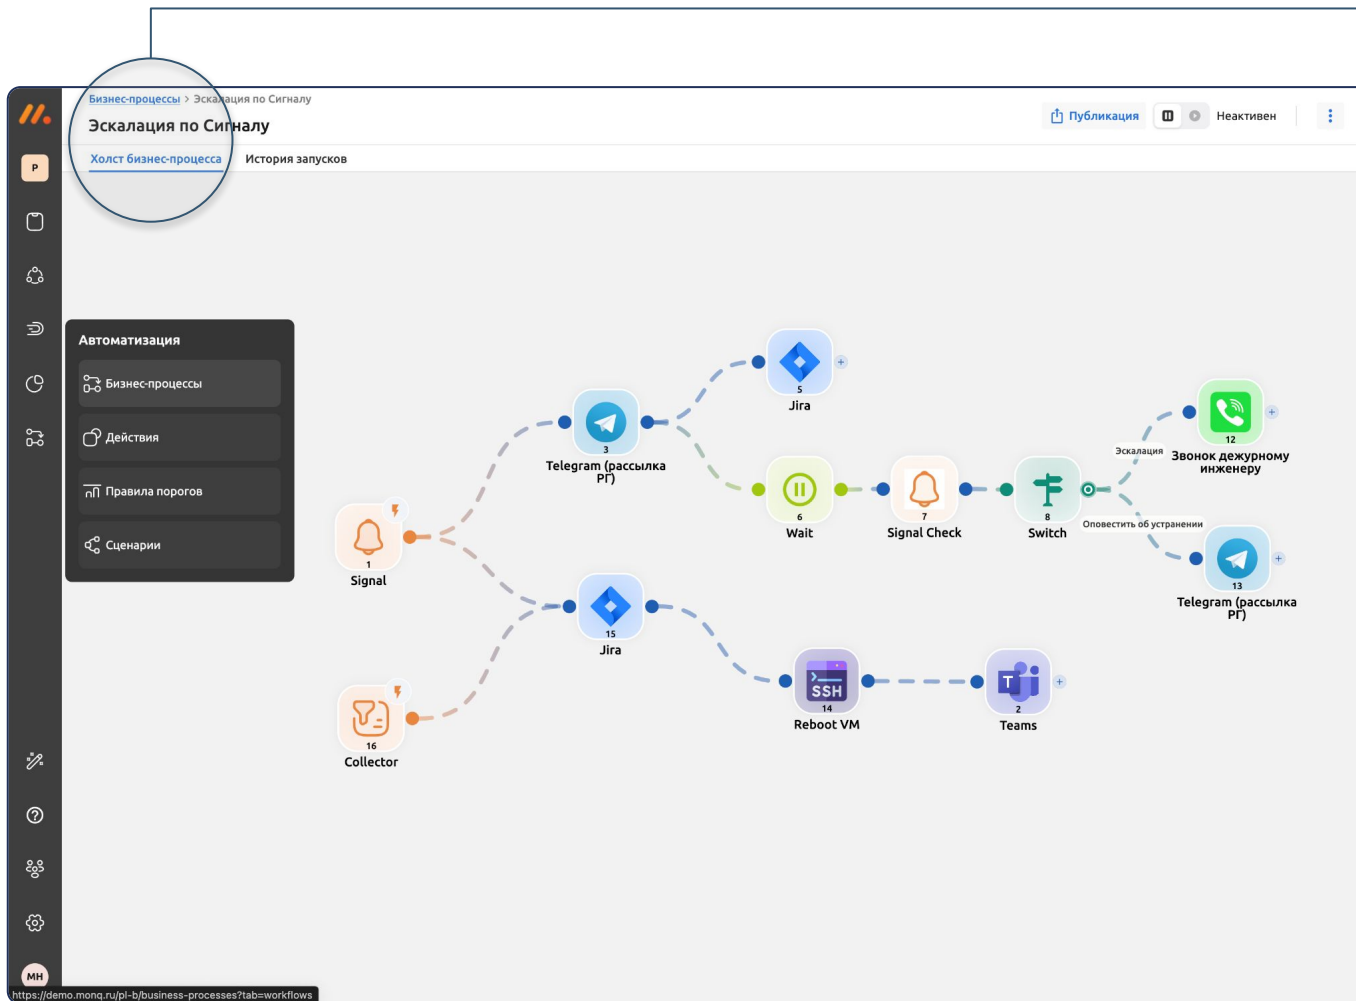 Бизнес-процессы > Эскалация по Сигналу
Эскалация по Сигналу
Публикация
Неактивен
Холст бизнес-процесса
История запусков
P
Автоматизация
Бизнес-процессы
Действия
Правила порогов
Сценарии
5
Jira
3
Telegram (рассылка
РГ)
12
Звонок дежурному
инженеру
Эскалация
6
Wait
7
Signal Check
8
Switch
Оповестить об устранении
13
Telegram (рассылка
РГ)
1
Signal
15
Jira
SSH
14
Reboot VM
T
2
Teams
16
Collector
МН
https://demo.monq.ru/pl-b/business-processes?tab=workflows